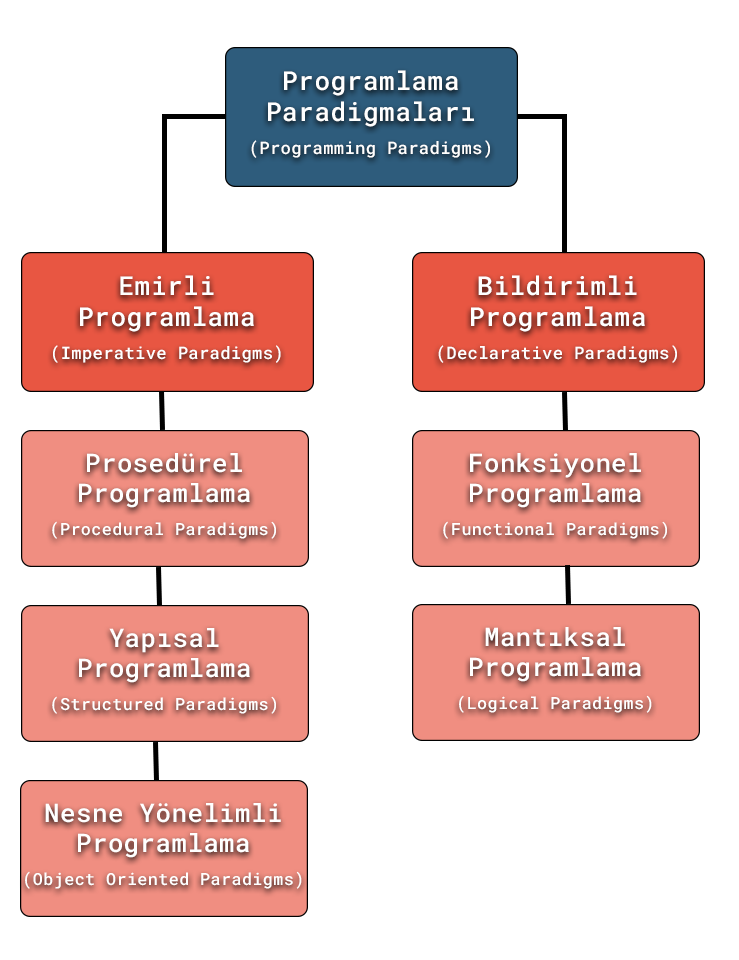 Programlama
Paradigmaları
(Programming Paradigms)
Emirli
Programlama
(Imperative Paradigms)
Bildirimli
Programlama
(Declarative Paradigms)
Prosedürel
Programlama
(Procedural Paradigms)
Fonksiyonel
Programlama
(Functional Paradigms)
Yapısal
Programlama
(Structured Paradigms)
Mantıksal
Programlama
(Logical Paradigms)
Nesne Yönelimli
Programlama
(Object Oriented Paradigms)